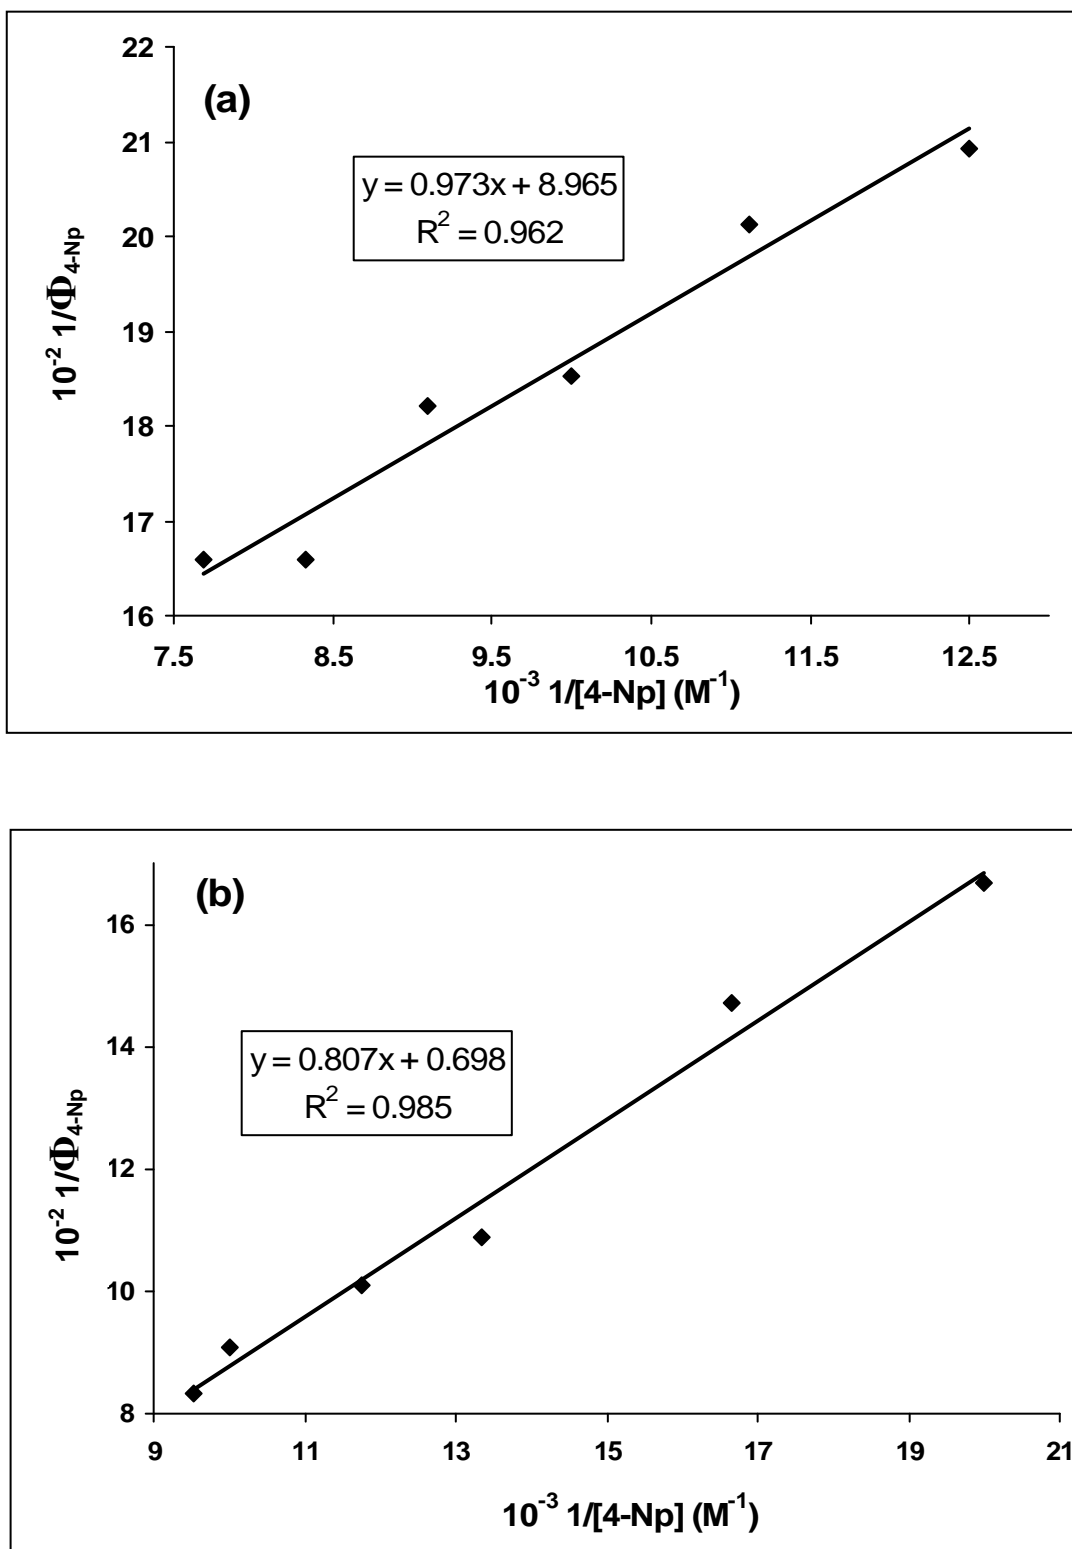 22
(a)
21
y = 0.973x + 8.965
R² = 0.962
20
10⁻² 1/Φ₄₋Nₚ
19
18
17
16
7.5 8.5 9.5 10.5 11.5 12.5
10⁻³ 1/[4-Np] (M⁻¹)
(b)
16
14
y = 0.807x + 0.698
R² = 0.985
10⁻² 1/Φ₄₋Nₚ
12
10
8
9 11 13 15 17 19 21
10⁻³ 1/[4-Np] (M⁻¹)